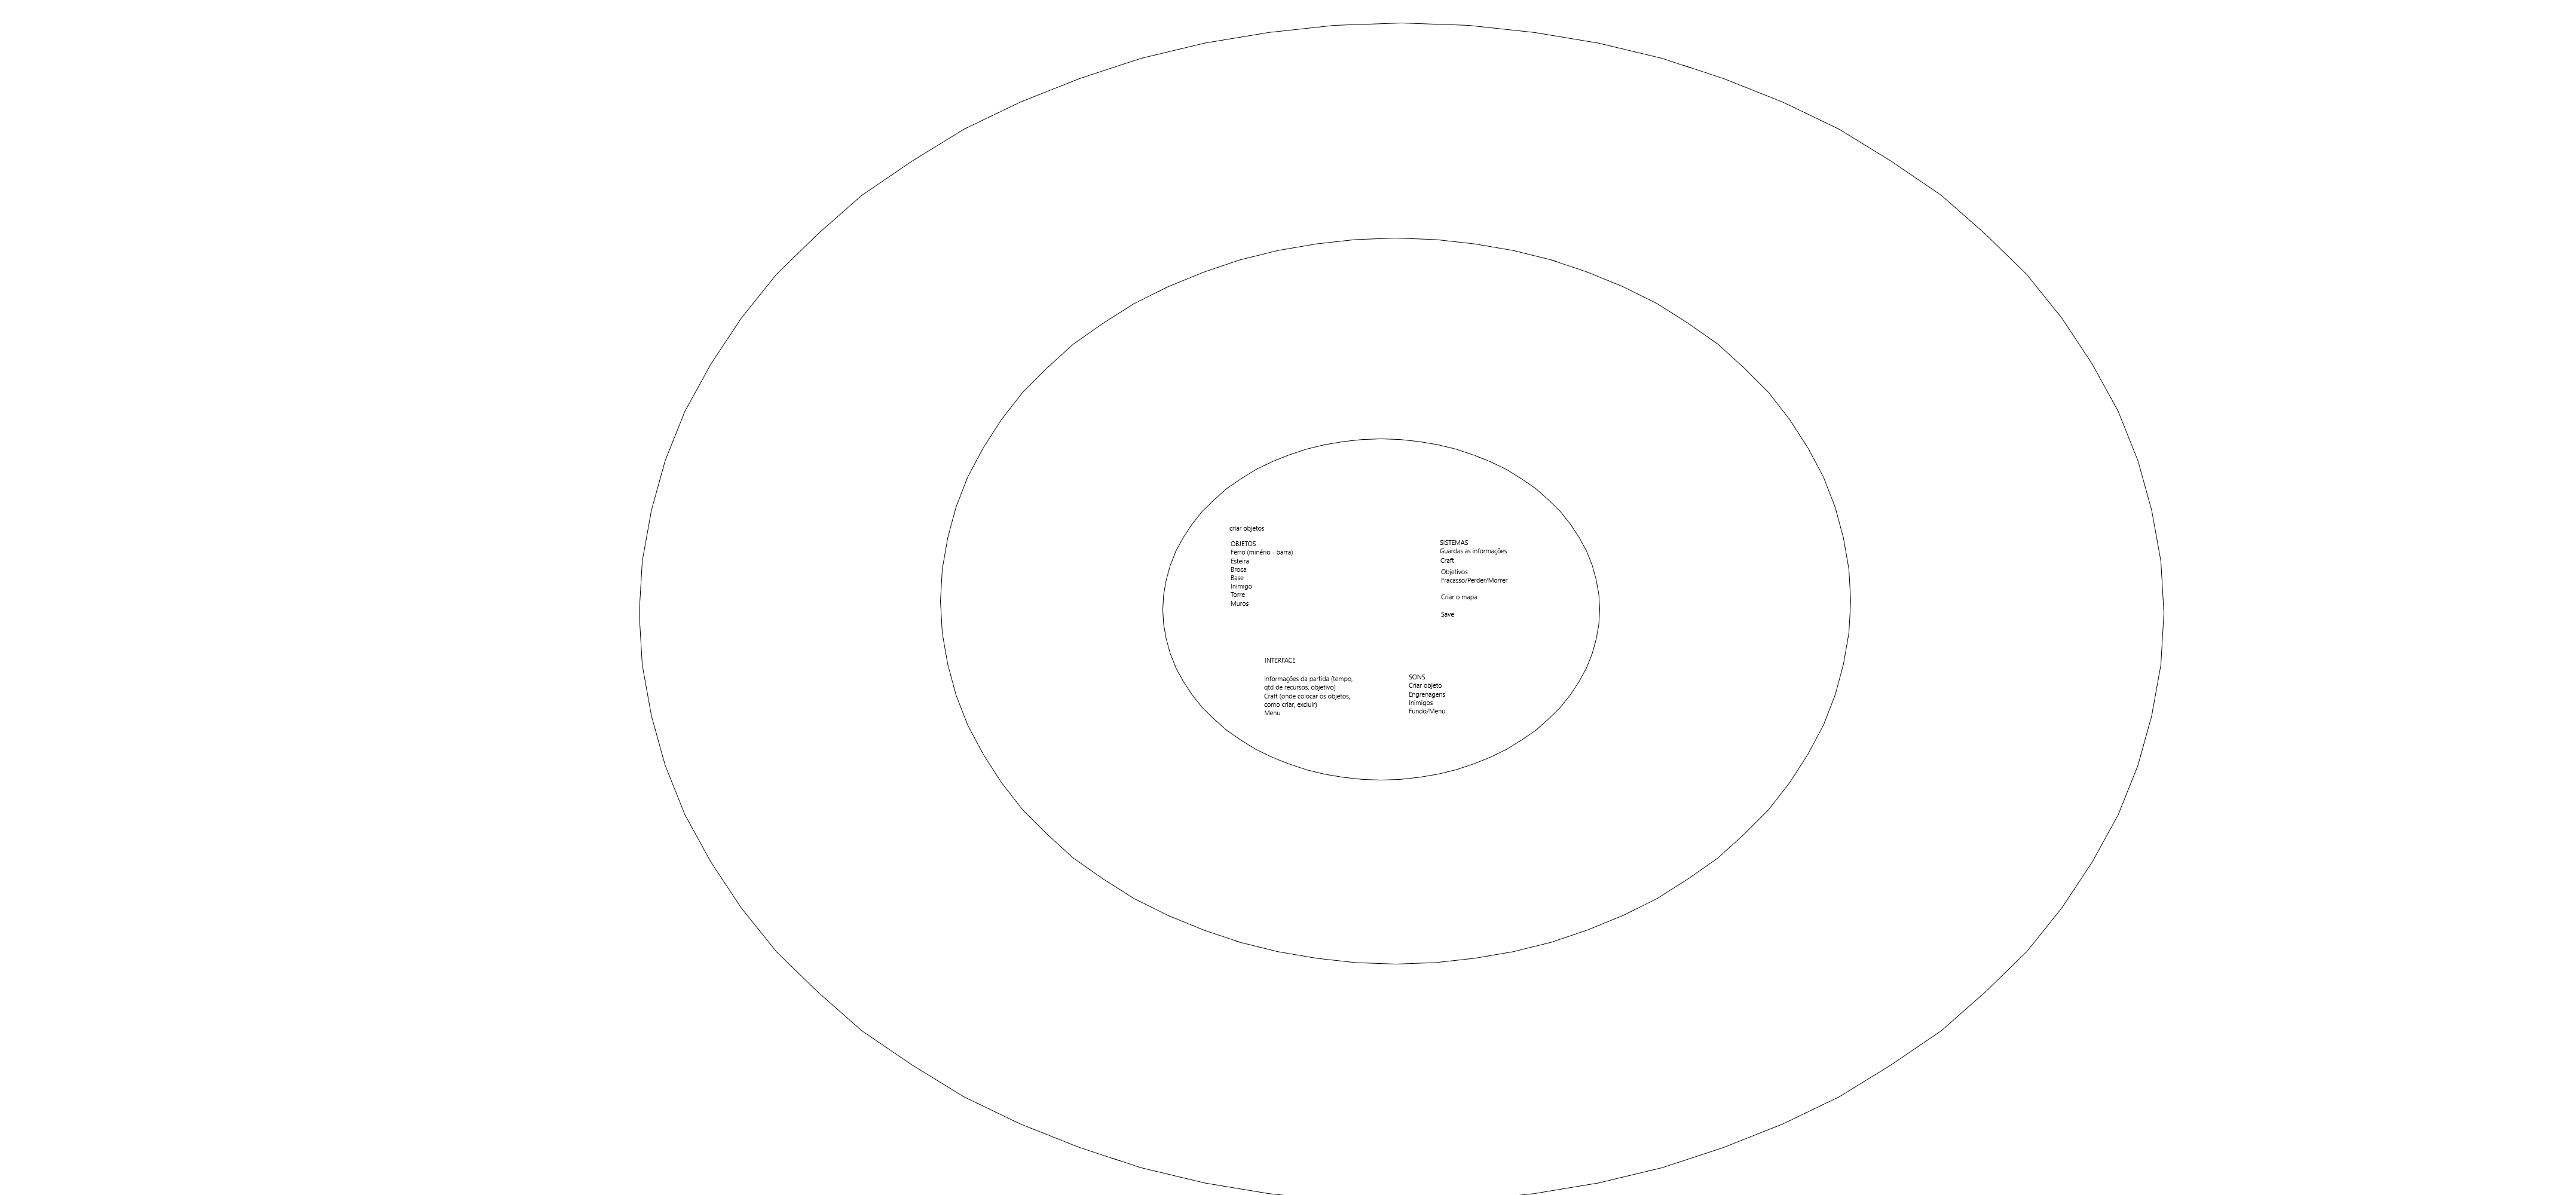 criar objetos
OBJETOS
Ferro (minério - barra)
Esteira
Broca
Base
Inimigo
Torre
Muros
SISTEMAS
Guardas as informações
Craft
Objetivos
Fracasso/Perder/Morrer
Criar o mapa
Save
INTERFACE
Informações da partida (tempo,
qtd de recursos, objetivo)
Craft (onde colocar os objetos,
como criar, excluir)
Menu
SONS
Criar objeto
Engrenagens
Inimigos
Fundo/Menu